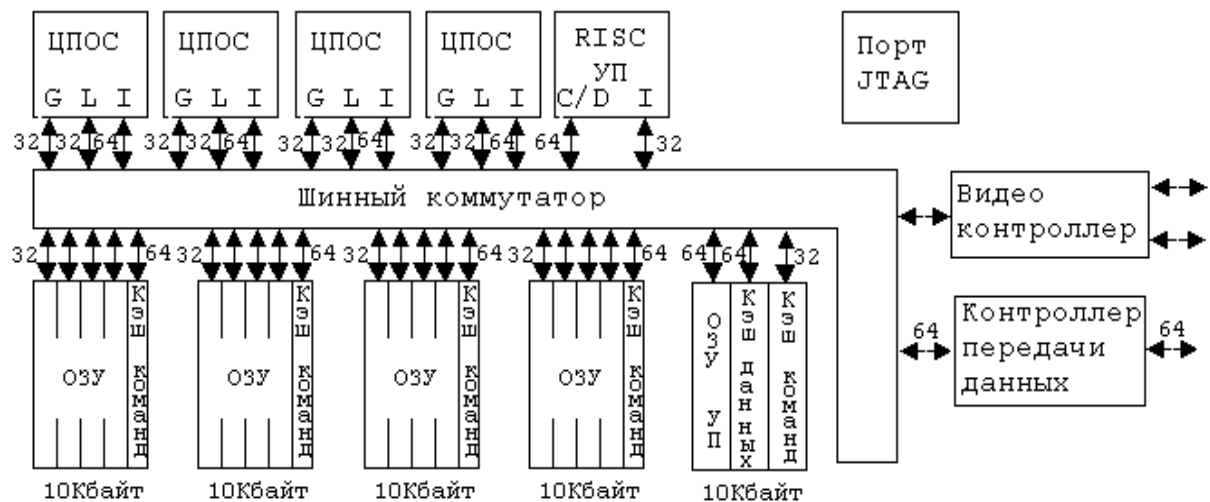 ЦПОС
G L I
ЦПОС
G L I
ЦПОС
G L I
ЦПОС
G L I
RISC
УП
C/D I
Порт
JTAG
32 32 64
32 64
32 64
32 64
64
32
Шинный коммутатор
Видео
контроллер
32 64
32 64
32 64
32 64
64 64 32
64
Контроллер
передачи
данных
64
ОЗУ
Кэш команд
ОЗУ
Кэш команд
ОЗУ
Кэш команд
ОЗУ
Кэш команд
ОЗУ УП
Кэш данных
Кэш команд
10Кбайт
10Кбайт
10Кбайт
10Кбайт
10Кбайт